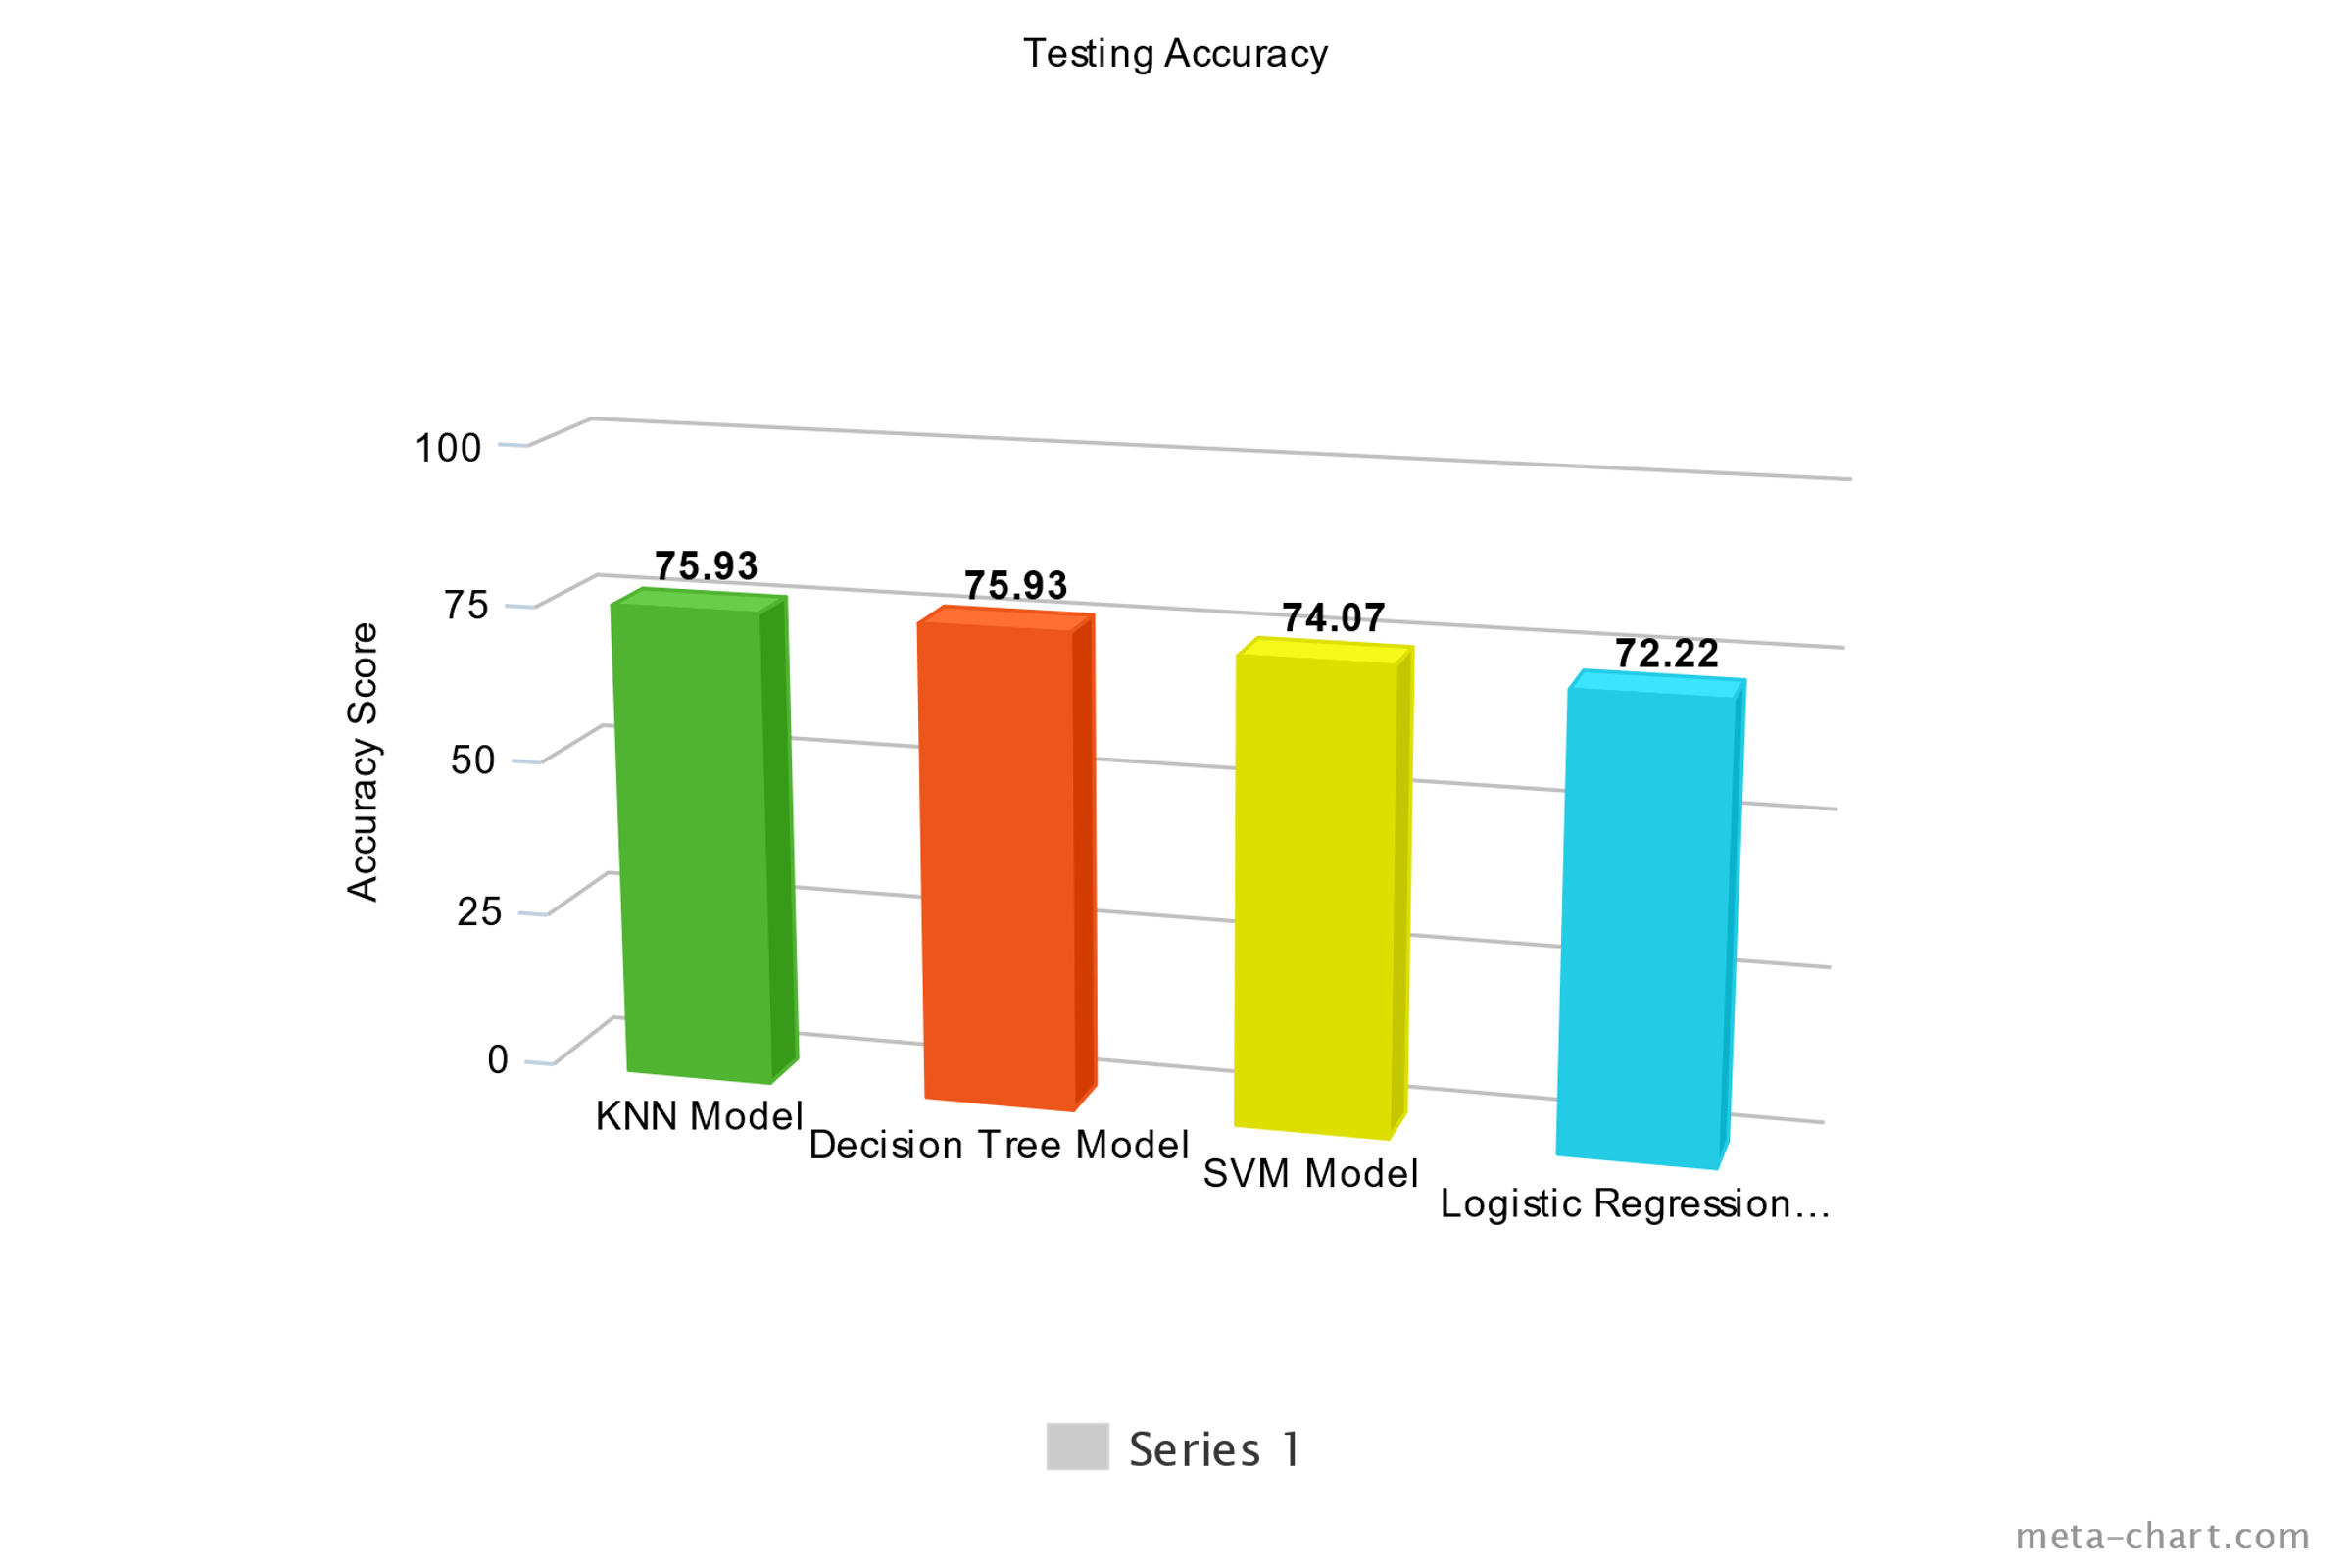 Testing Accuracy
100
75
50
25
0
Accuracy Score
75.93
75.93
74.07
72.22
KNN Model
Decision Tree Model
SVM Model
Logistic Regression...
Series 1
meta-chart.com